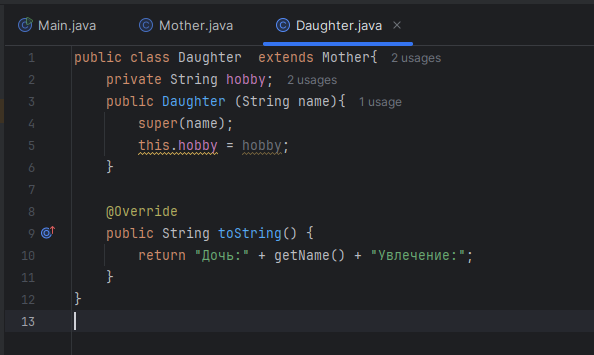 Main.java Mother.java Daughter.java ×
1 public class Daughter  extends Mother{ 2 usages
2     private String hobby; 2 usages
3     public Daughter (String name){ 1 usage
4         super(name);
5         this.hobby = hobby;
6     }
7
8     @Override
9     public String toString() {
10         return "Дочь:" + getName() + "Увлечение:";
11     }
12 }
13